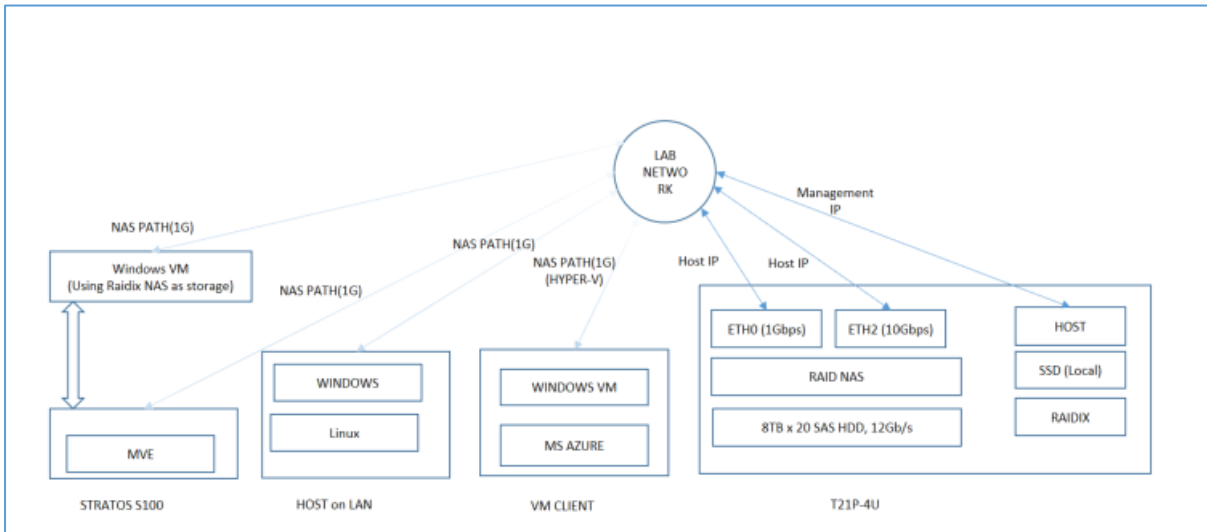 LAB
NETWO
RK
Management
IP
NAS PATH(1G)
NAS PATH(1G)
NAS PATH(1G)
(HYPER-V)
Host IP
Host IP
Windows VM
(Using Raidix NAS as storage)
NAS PATH(1G)
ETH0 (1Gbps)
ETH2 (10Gbps)
HOST
WINDOWS
WINDOWS VM
RAID NAS
SSD (Local)
Linux
MVE
MS AZURE
8TB x 20 SAS HDD, 12Gb/s
RAIDIX
STRATOS S100
HOST on LAN
VM CLIENT
T21P-4U